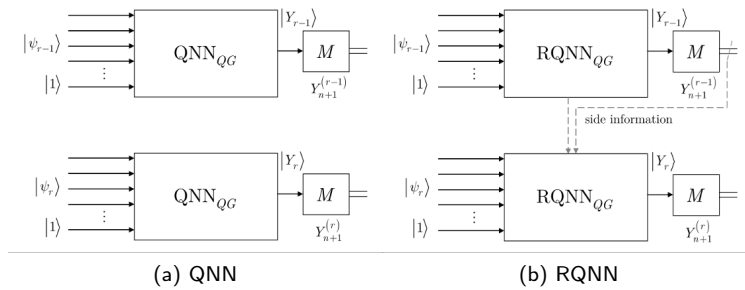 |Y_{r-1}⟩
|ψ_{r-1}⟩
QNN_{QG}
M
⋮
|1⟩
Y_{n+1}^{(r-1)}
|Y_r⟩
|ψ_r⟩
QNN_{QG}
M
⋮
|1⟩
Y_{n+1}^{(r)}
(a) QNN
|Y_{r-1}⟩
|ψ_{r-1}⟩
RQNN_{QG}
M
⋮
|1⟩
Y_{n+1}^{(r-1)}
side information
|Y_r⟩
|ψ_r⟩
RQNN_{QG}
M
⋮
|1⟩
Y_{n+1}^{(r)}
(b) RQNN